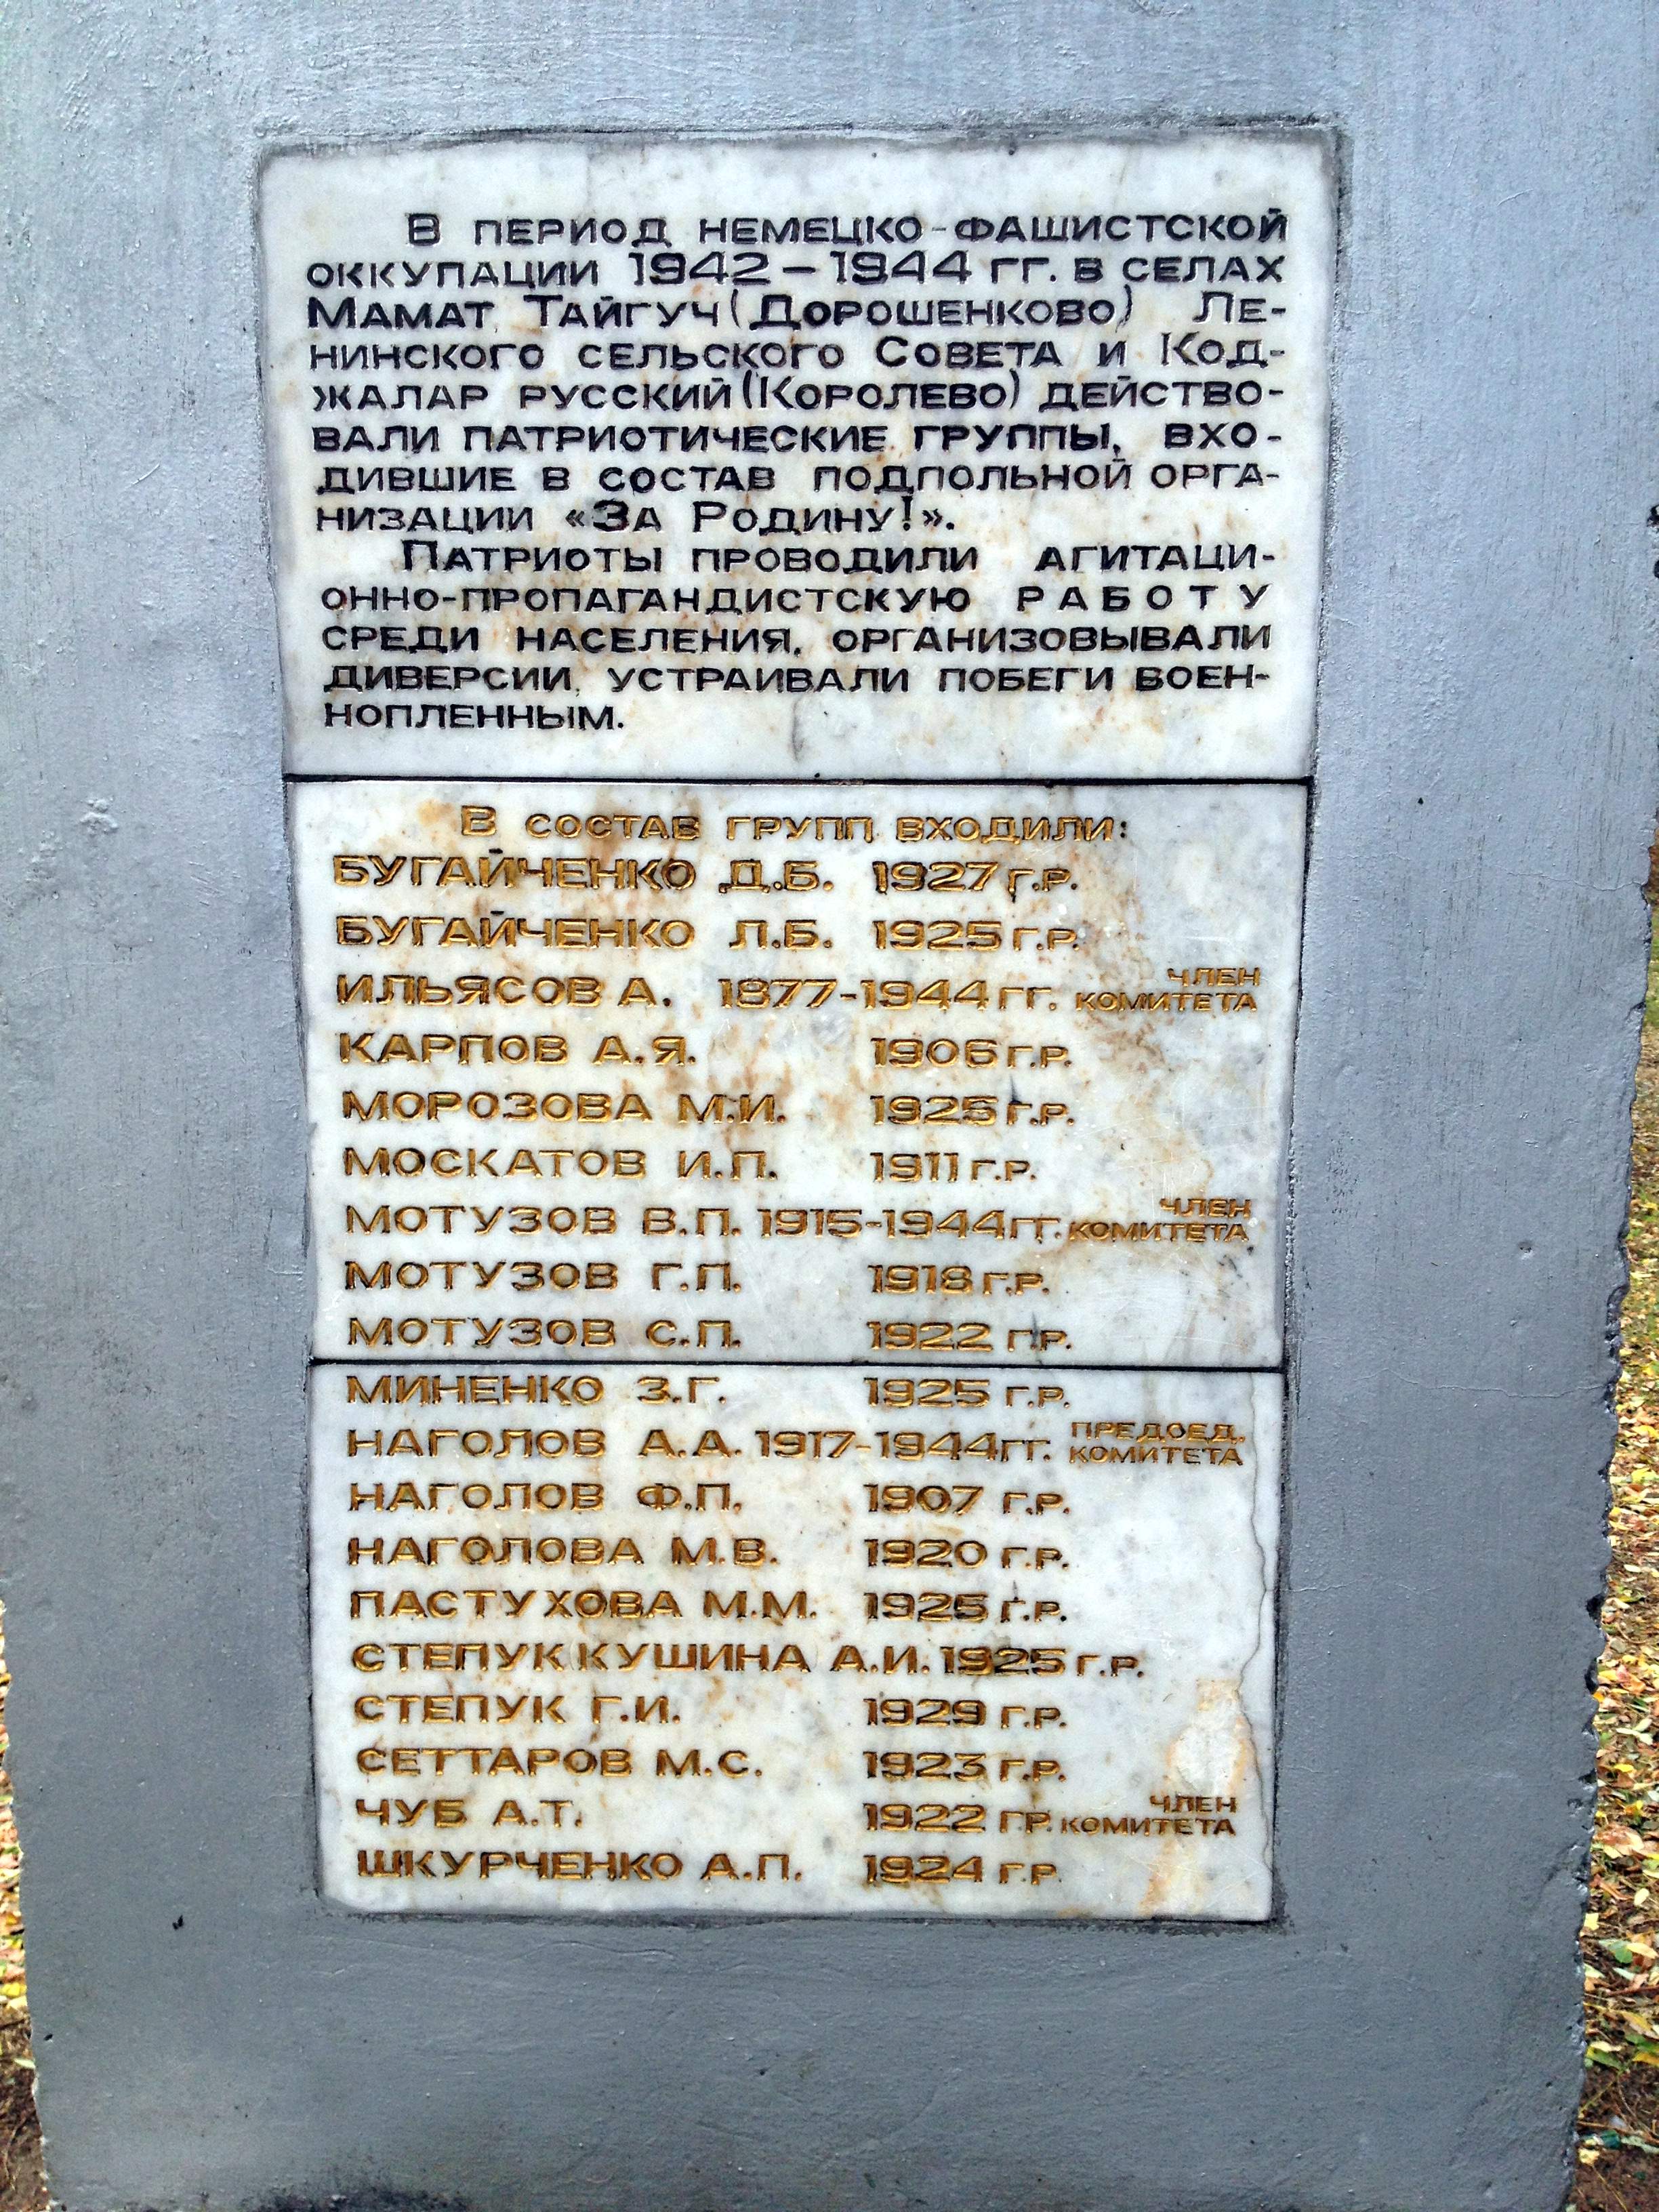 В ПЕРИОД НЕМЕЦКО-ФАШИСТСКОЙ
ОККУПАЦИИ 1942–1944 ГГ. В СЕЛАХ
МАМАТ ТАЙГУЧ (ДОРОШЕНКОВО) ЛЕ-
НИНСКОГО СЕЛЬСКОГО СОВЕТА И КОД-
ЖАЛАР РУССКИЙ (КОРОЛЕВО) ДЕЙСТВО-
ВАЛИ ПАТРИОТИЧЕСКИЕ ГРУППЫ, ВХО-
ДИВШИЕ В СОСТАВ ПОДПОЛЬНОЙ ОРГА-
НИЗАЦИИ «ЗА РОДИНУ!».
ПАТРИОТЫ ПРОВОДИЛИ АГИТАЦИ-
ОННО-ПРОПАГАНДИСТСКУЮ РАБОТУ
СРЕДИ НАСЕЛЕНИЯ, ОРГАНИЗОВЫВАЛИ
ДИВЕРСИИ, УСТРАИВАЛИ ПОБЕГИ ВОЕН-
НОПЛЕННЫМ.
В СОСТАВ ГРУПП ВХОДИЛИ:
БУГАЙЧЕНКО Д.Б. 1927 Г.Р.
БУГАЙЧЕНКО Л.Б. 1925 Г.Р.
ИЛЬЯСОВ А. 1877-1944 ГГ. ЧЛЕН КОМИТЕТА
КАРПОВ А.Я. 1906 Г.Р.
МОРОЗОВА М.И. 1925 Г.Р.
МОСКАТОВ И.П. 1911 Г.Р.
МОТУЗОВ В.П. 1915-1944 ГГ. ЧЛЕН КОМИТЕТА
МОТУЗОВ Г.П. 1918 Г.Р.
МОТУЗОВ С.П. 1922 Г.Р.
МИНЕНКО З.Г. 1925 Г.Р.
НАГОЛОВ А.А. 1917-1944 ГГ. ПРЕДСЕД. КОМИТЕТА
НАГОЛОВ Ф.П. 1907 Г.Р.
НАГОЛОВА М.В. 1920 Г.Р.
ПАСТУХОВА М.М. 1925 Г.Р.
СТЕПУК КУШИНА А.И. 1925 Г.Р.
СТЕПУК Г.И. 1929 Г.Р.
СЕТТАРОВ М.С. 1923 Г.Р.
ЧУБ А.Т. 1922 Г.Р. ЧЛЕН КОМИТЕТА
ШКУРЧЕНКО А.П. 1924 Г.Р